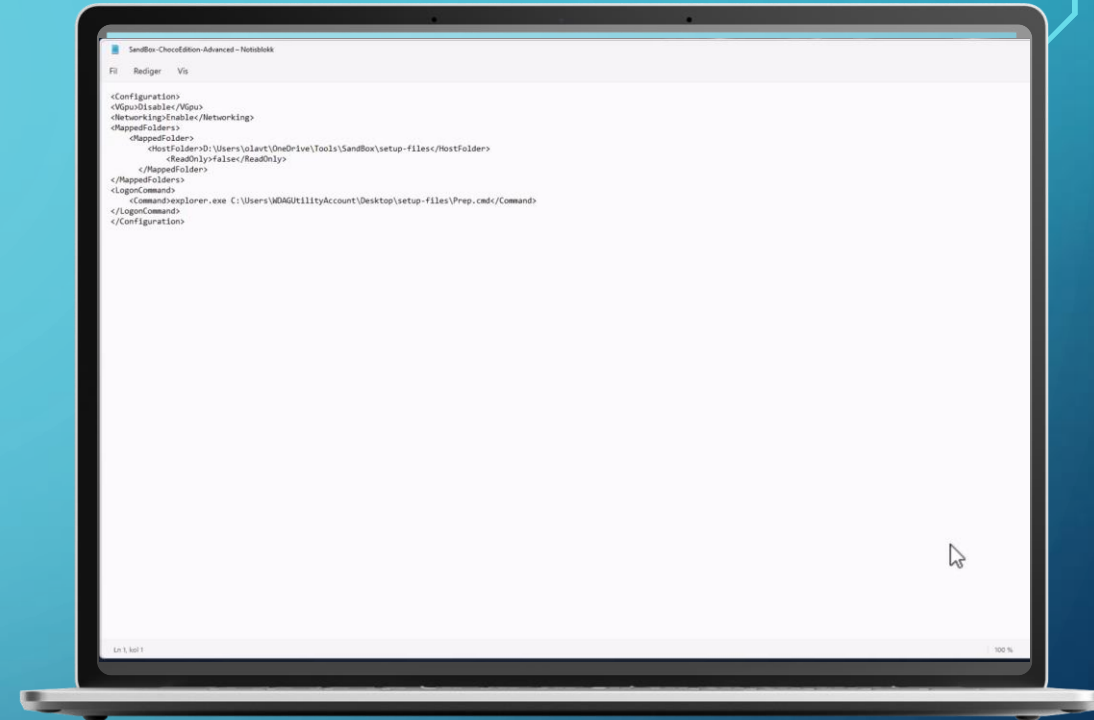 SandBox-ChocoEdition-Advanced – Notisblokk
Fil Rediger Vis
<Configuration>
<VGpu>Disable</VGpu>
<Networking>Enable</Networking>
<MappedFolders>
<MappedFolder>
<HostFolder>D:\Users\olavt\OneDrive\Tools\SandBox\setup-files</HostFolder>
<ReadOnly>false</ReadOnly>
</MappedFolder>
</MappedFolders>
<LogonCommand>
<Command>explorer.exe C:\Users\WDAGUtilityAccount\Desktop\setup-files\Prep.cmd</Command>
</LogonCommand>
</Configuration>
Ln 1, kol 1 100 %